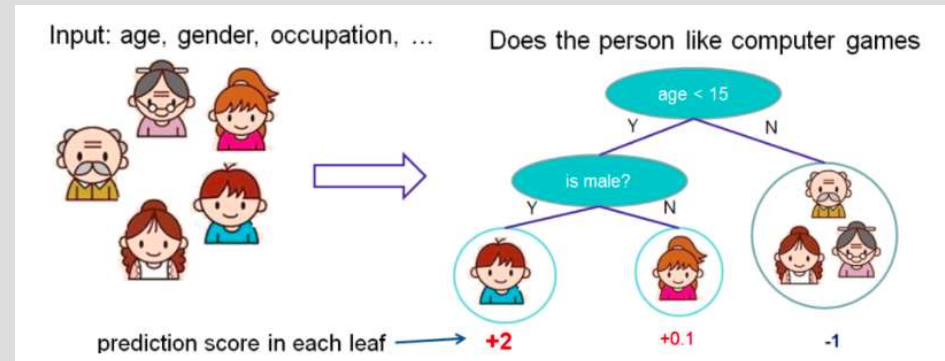 Input: age, gender, occupation, ...
Does the person like computer games
age < 15
Y
N
is male?
Y
N
prediction score in each leaf
+2
+0.1
-1